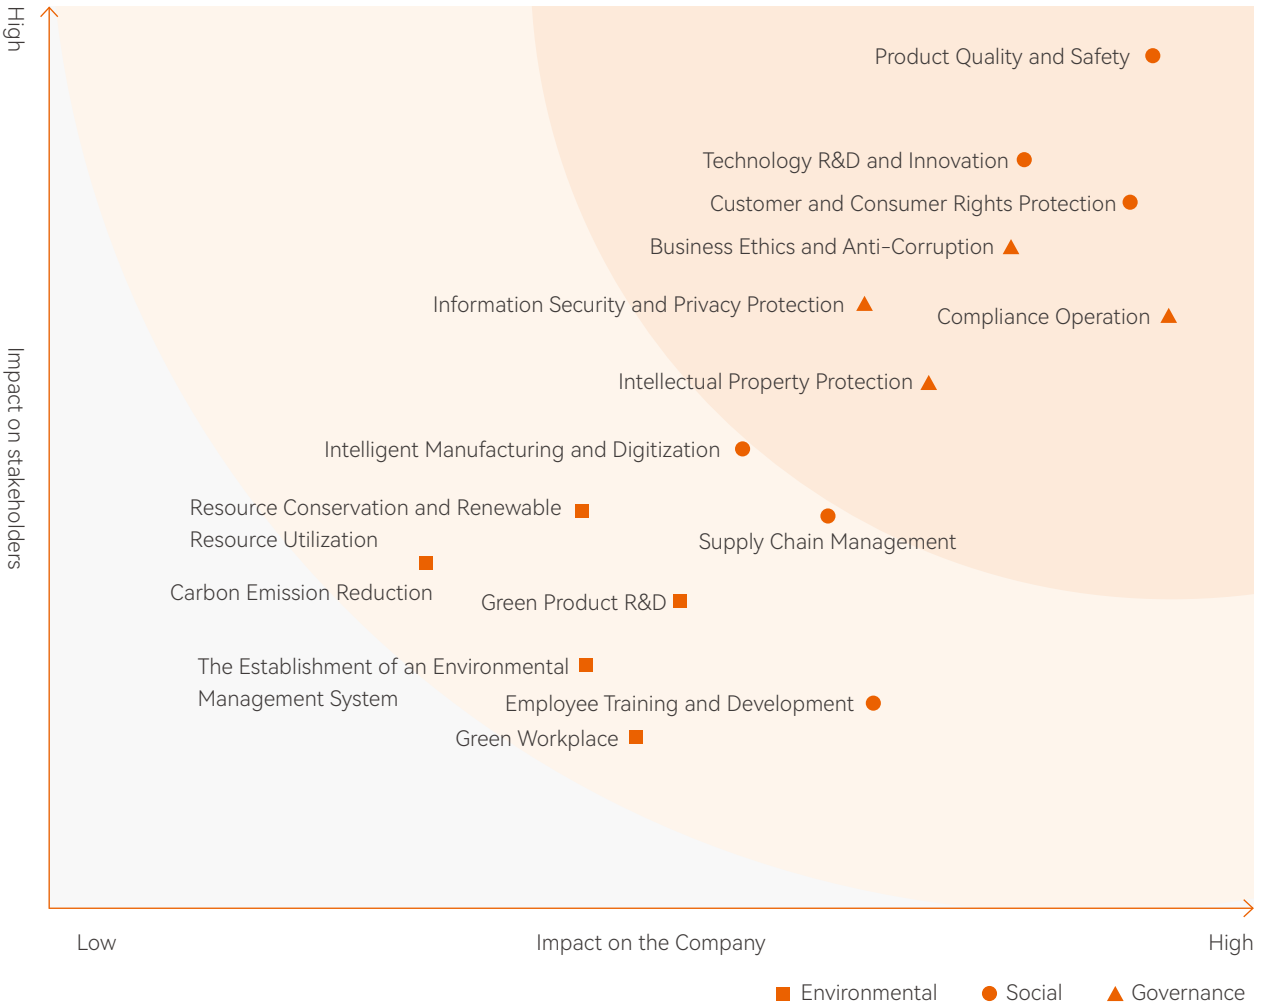 High
Product Quality and Safety
Technology R&D and Innovation
Customer and Consumer Rights Protection
Business Ethics and Anti-Corruption
Information Security and Privacy Protection
Compliance Operation
Intellectual Property Protection
Impact on stakeholders
Intelligent Manufacturing and Digitization
Resource Conservation and Renewable
Resource Utilization
Supply Chain Management
Carbon Emission Reduction
Green Product R&D
The Establishment of an Environmental
Management System
Employee Training and Development
Green Workplace
Low
Impact on the Company
High
Environmental
Social
Governance